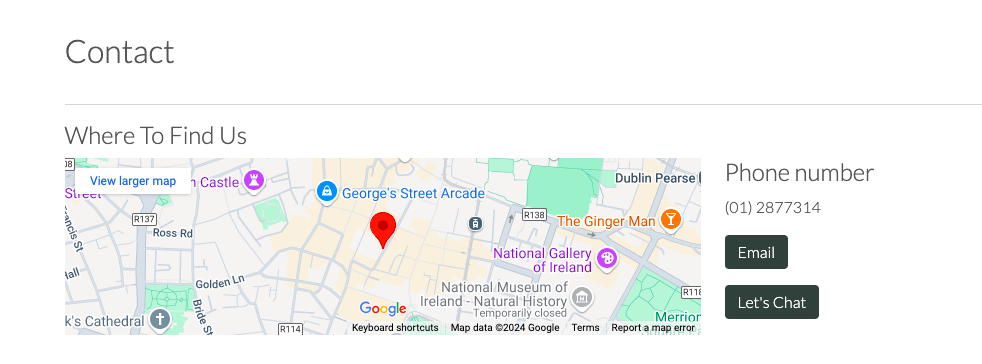 Contact
Where To Find Us
View larger map
n Castle
Street
George's Street Arcade
Dublin Pearse
R138
The Ginger Man
R137
Ross Rd
National Gallery
of Ireland
Golden Ln
National Museum of
Ireland - Natural History
Temporarily closed
R118
Bride St
k's Cathedral
Google
Merrion
R114
Keyboard shortcuts
Map data ©2024 Google
Terms
Report a map error
Phone number
(01) 2877314
Email
Let's Chat